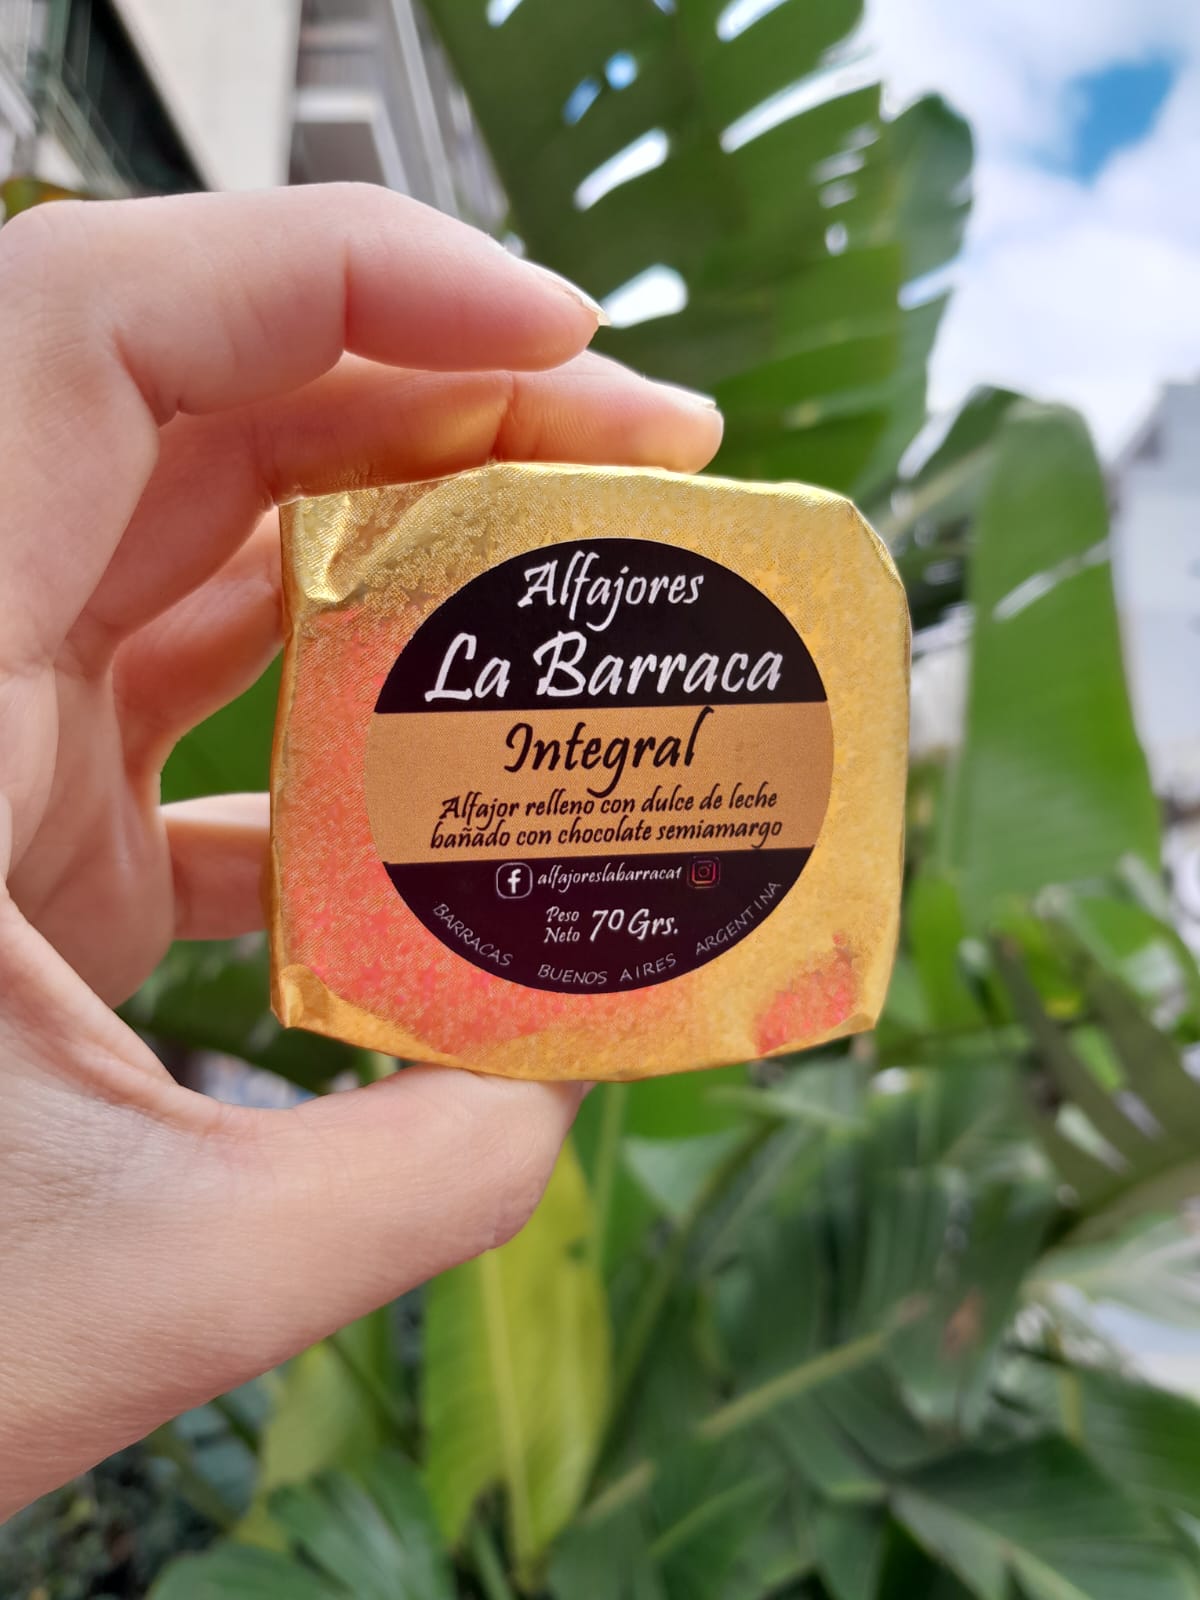 Alfajores
La Barraca
Integral
Alfajor relleno con dulce de leche
bañado con chocolate semiamargo
alfajoreslabarraca1
Peso
Neto 70 Grs.
BARRACAS BUENOS AIRES ARGENTINA